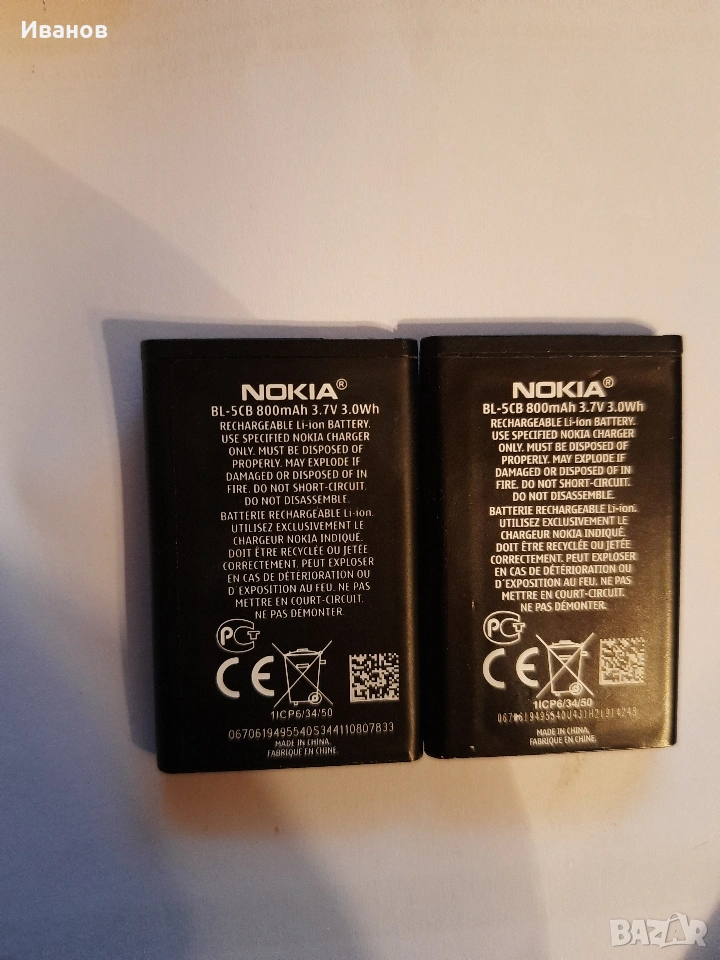 Иванов
NOKIA®
BL-5CB 800mAh 3.7V 3.0Wh
RECHARGEABLE Li-ion BATTERY.
USE SPECIFIED NOKIA CHARGER
ONLY. MUST BE DISPOSED OF
PROPERLY. MAY EXPLODE IF
DAMAGED OR DISPOSED OF IN
FIRE. DO NOT SHORT-CIRCUIT.
DO NOT DISASSEMBLE.
BATTERIE RECHARGEABLE Li-ion.
UTILISEZ EXCLUSIVEMENT LE
CHARGEUR NOKIA INDIQUÉ.
DOIT ÊTRE RECYCLÉE OU JETÉE
CORRECTEMENT. PEUT EXPLOSER
EN CAS DE DÉTÉRIORATION OU
D'EXPOSITION AU FEU. NE PAS
METTRE EN COURT-CIRCUIT.
NE PAS DÉMONTER.
CE
1ICP6/34/50
0670619495540S344110807833
MADE IN CHINA.
FABRIQUE EN CHINE.
NOKIA®
BL-5CB 800mAh 3.7V 3.0Wh
RECHARGEABLE Li-ion BATTERY.
USE SPECIFIED NOKIA CHARGER
ONLY. MUST BE DISPOSED OF
PROPERLY. MAY EXPLODE IF
DAMAGED OR DISPOSED OF IN
FIRE. DO NOT SHORT-CIRCUIT.
DO NOT DISASSEMBLE.
BATTERIE RECHARGEABLE Li-ion.
UTILISEZ EXCLUSIVEMENT LE
CHARGEUR NOKIA INDIQUÉ.
DOIT ÊTRE RECYCLÉE OU JETÉE
CORRECTEMENT. PEUT EXPLOSER
EN CAS DE DÉTÉRIORATION OU
D'EXPOSITION AU FEU. NE PAS
METTRE EN COURT-CIRCUIT.
NE PAS DÉMONTER.
CE
1ICP6/34/50
MADE IN CHINA.
FABRIQUE EN CHINE.
BAZAR